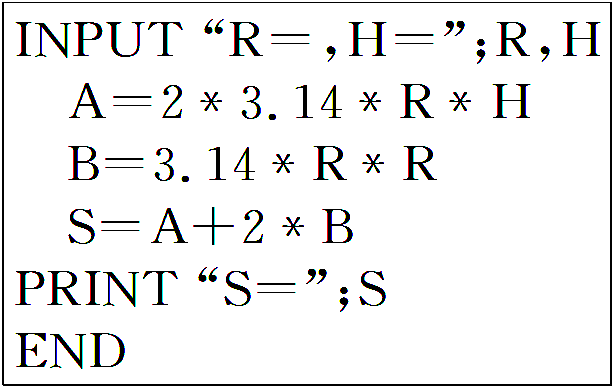 INPUT “R=,H=”;R,H
A=2*3.14*R*H
B=3.14*R*R
S=A+2*B
PRINT “S=”;S
END